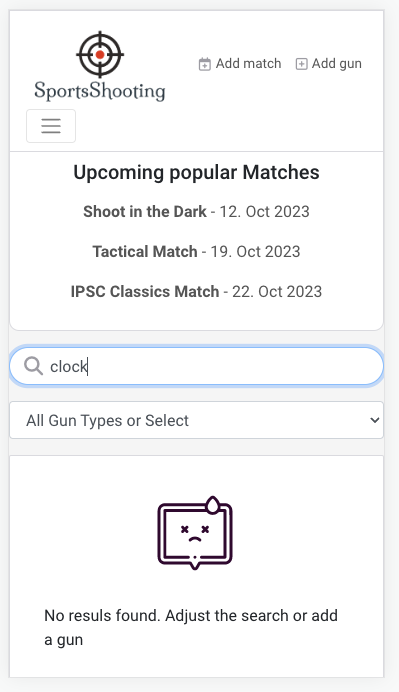 SportsShooting
Add match
Add gun
Upcoming popular Matches
Shoot in the Dark - 12. Oct 2023
Tactical Match - 19. Oct 2023
IPSC Classics Match - 22. Oct 2023
clock
All Gun Types or Select
No resuls found. Adjust the search or add
a gun